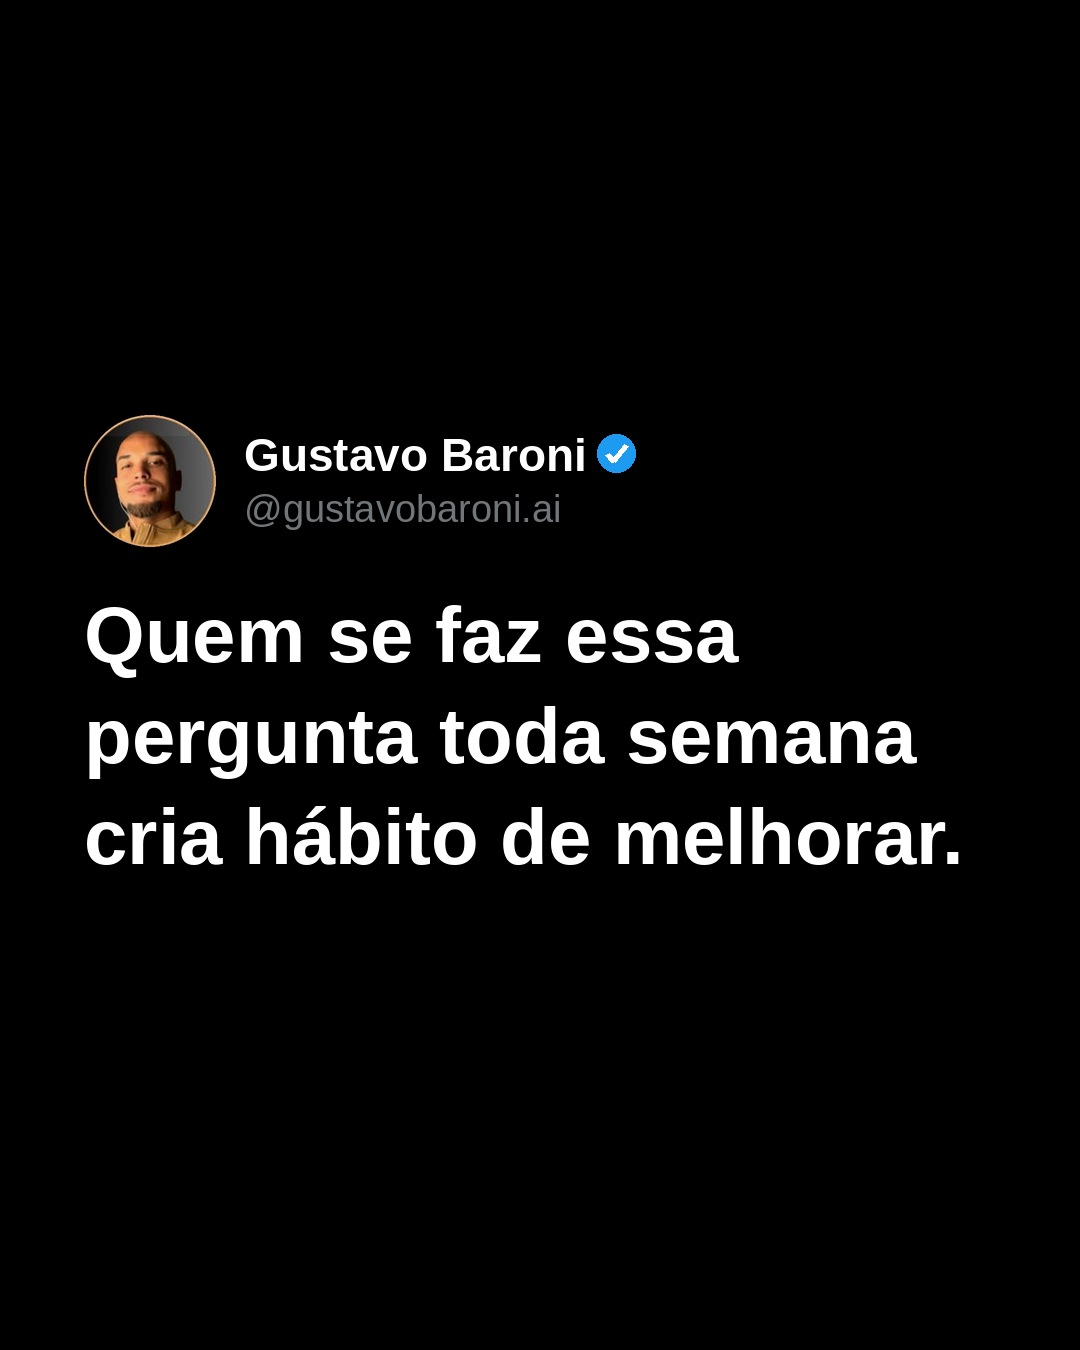 Gustavo Baroni
@gustavobaroni.ai
Quem se faz essa
pergunta toda semana
cria hábito de melhorar.